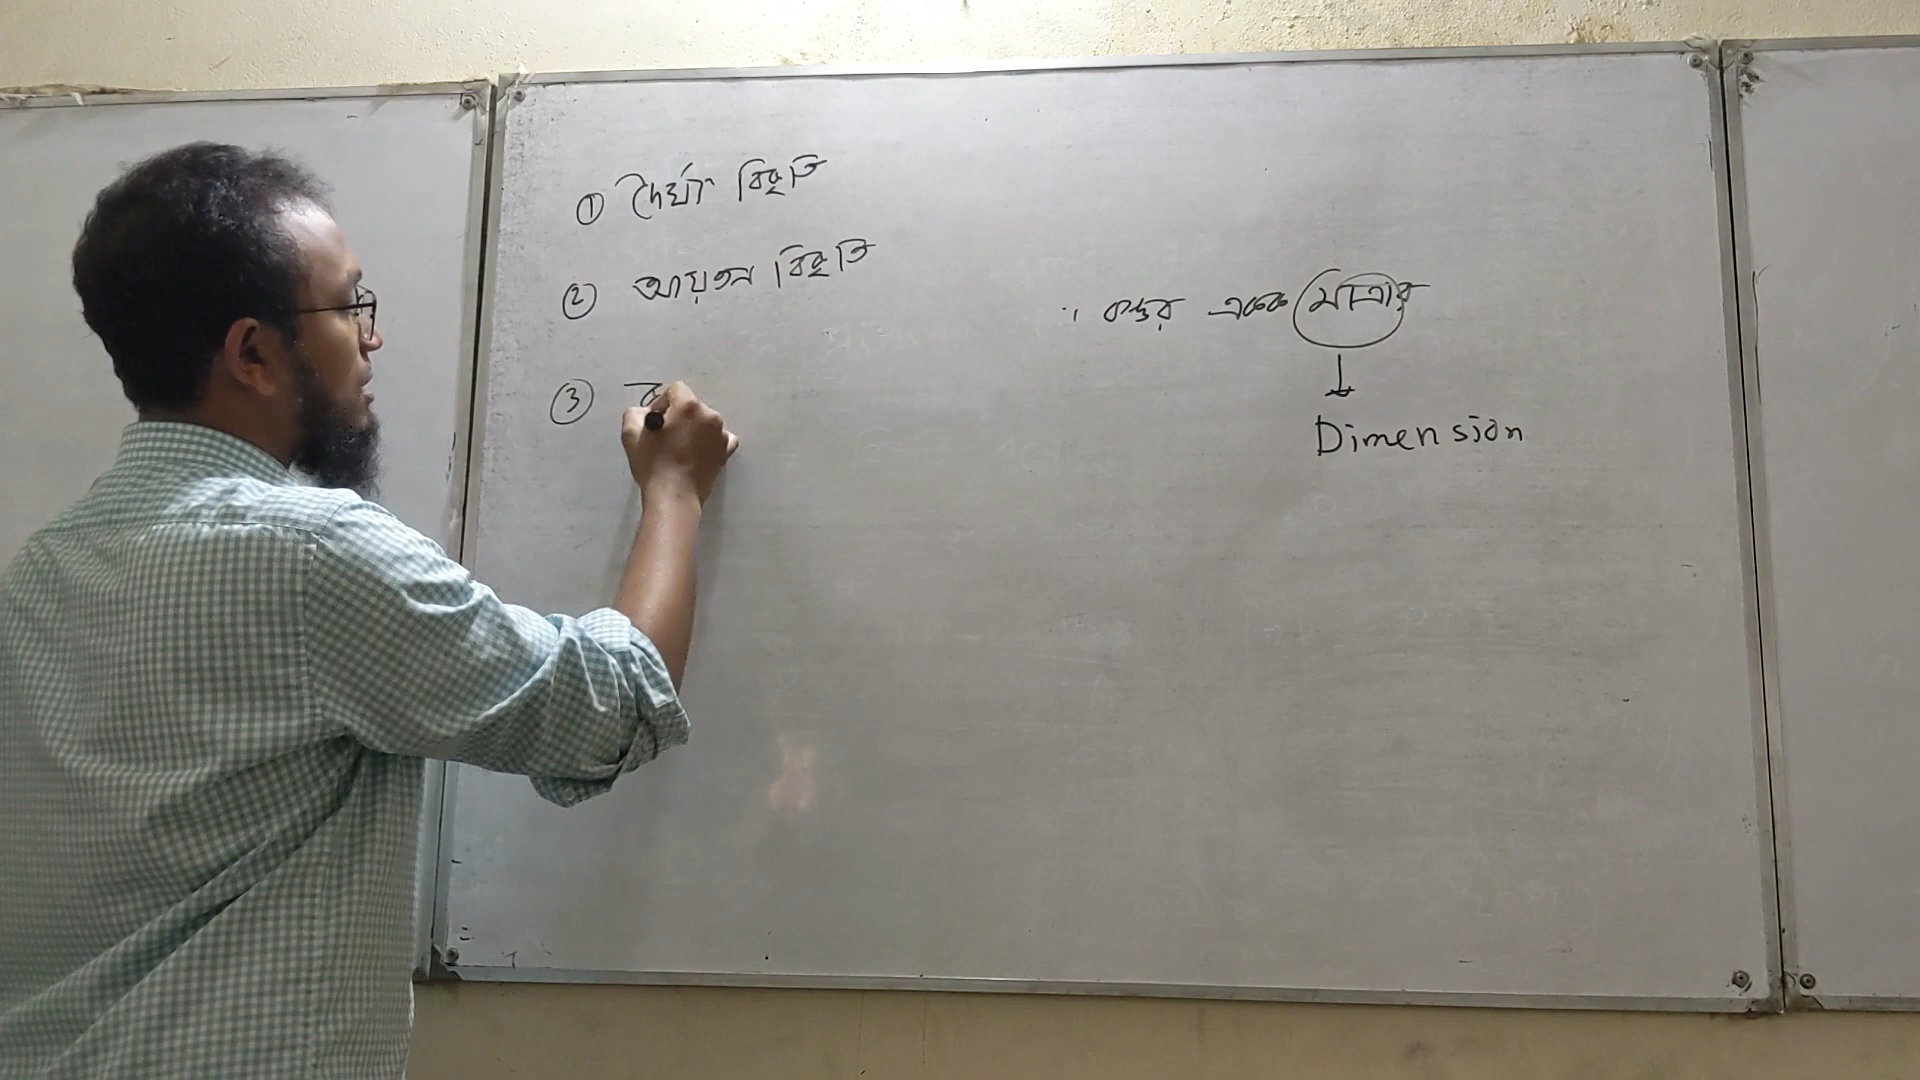 ① দৈর্ঘ্য বিকৃতি
② আয়তন বিকৃতি
③
∴ বস্তুর একক মাত্রার
↓
Dimension